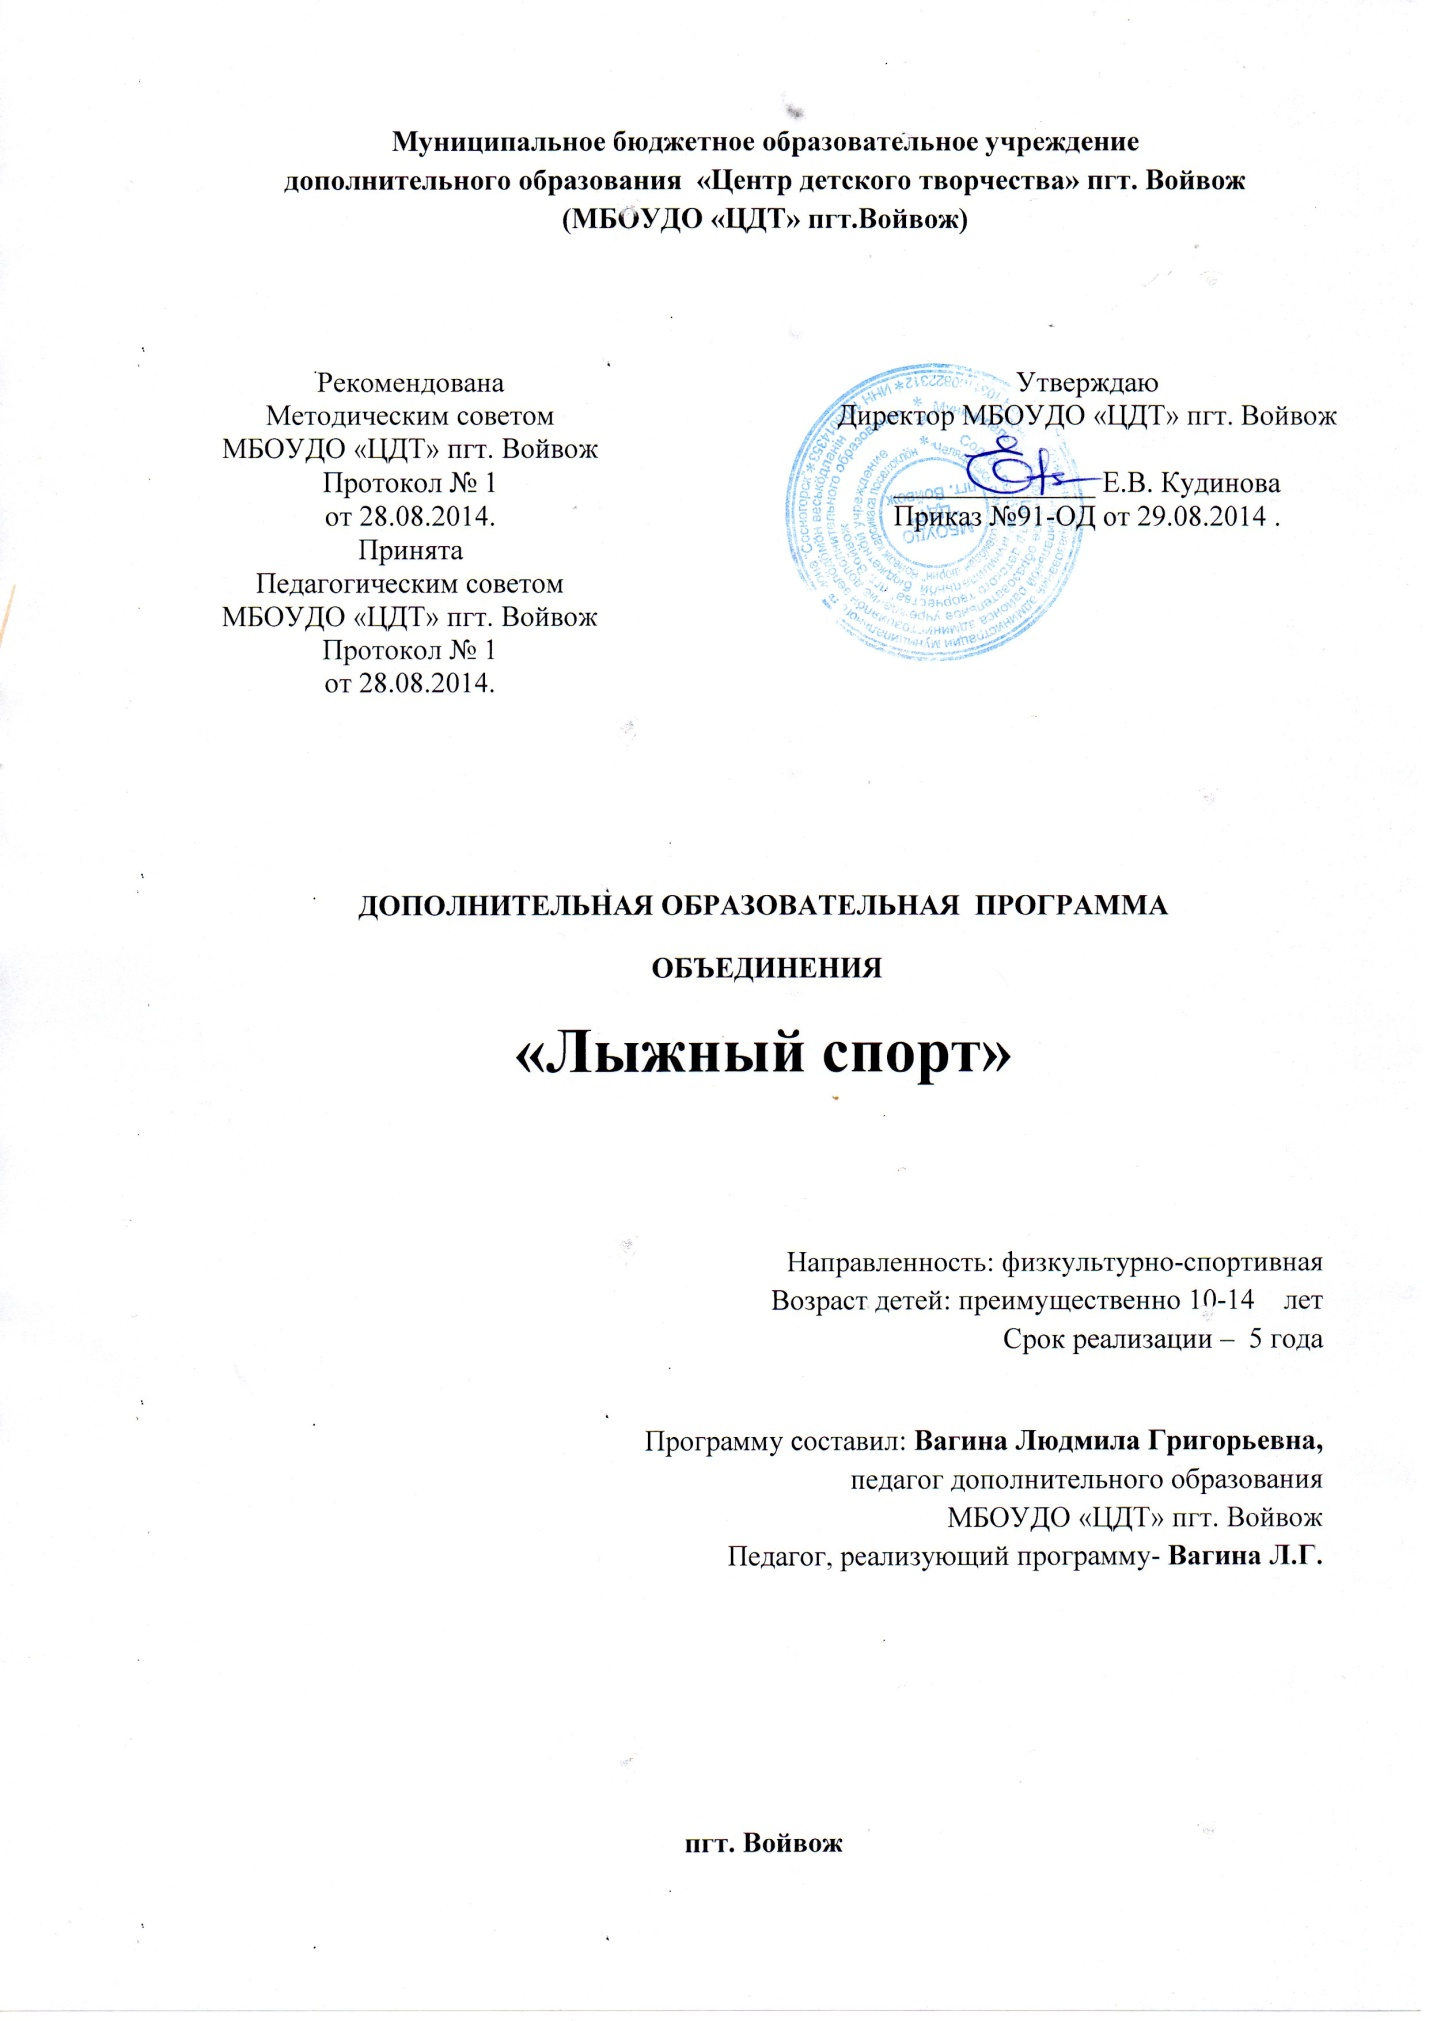 Муниципальное бюджетное образовательное учреждение
дополнительного образования «Центр детского творчества» пгт. Войвож
(МБОУДО «ЦДТ» пгт.Войвож)
Рекомендована
Методическим советом
МБОУДО «ЦДТ» пгт. Войвож
Протокол № 1
от 28.08.2014.
Принята
Педагогическим советом
МБОУДО «ЦДТ» пгт. Войвож
Протокол № 1
от 28.08.2014.
Утверждаю
Директор МБОУДО «ЦДТ» пгт. Войвож
Е.В. Кудинова
Приказ №91-ОД от 29.08.2014 .
МБОУДО
ЦДТ
пгт. Войвож
ДОПОЛНИТЕЛЬНАЯ ОБРАЗОВАТЕЛЬНАЯ ПРОГРАММА
ОБЪЕДИНЕНИЯ
«Лыжный спорт»
Направленность: физкультурно-спортивная
Возраст детей: преимущественно 10-14 лет
Срок реализации – 5 года
Программу составил: Вагина Людмила Григорьевна,
педагог дополнительного образования
МБОУДО «ЦДТ» пгт. Войвож
Педагог, реализующий программу- Вагина Л.Г.
пгт. Войвож